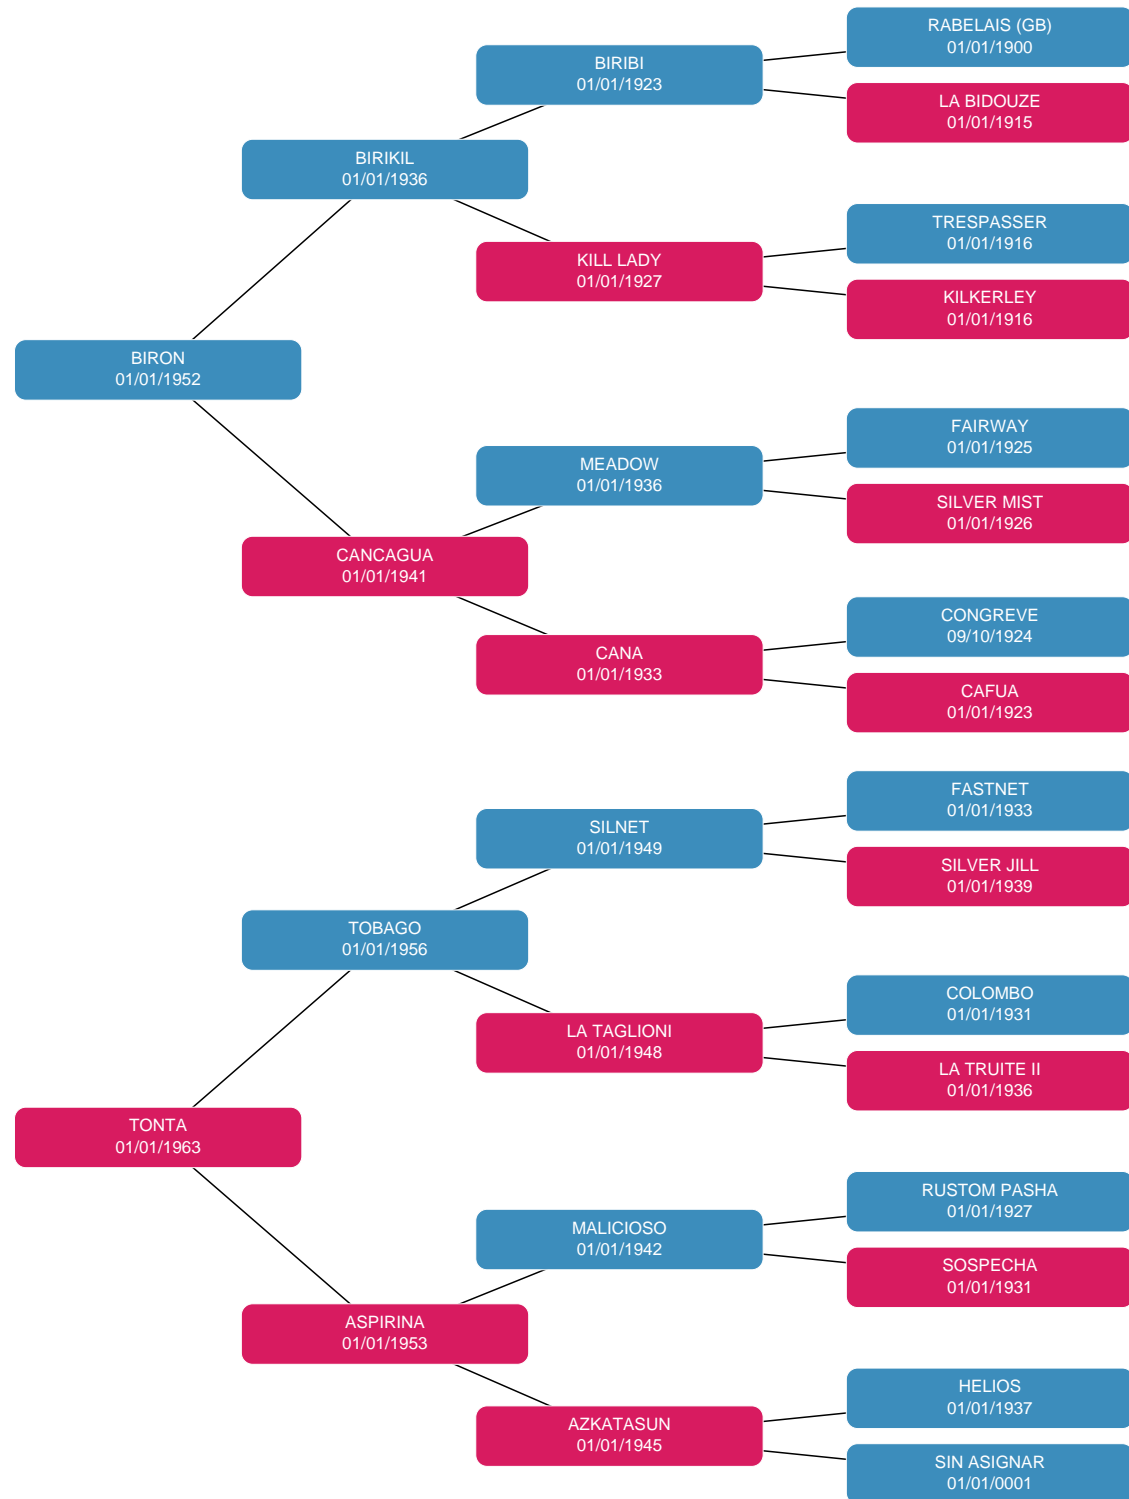 RABELAIS (GB)
01/01/1900
BIRIBI
01/01/1923
LA BIDOUZE
01/01/1915
BIRIKIL
01/01/1936
TRESPASSER
01/01/1916
KILL LADY
01/01/1927
KILKERLEY
01/01/1916
BIRON
01/01/1952
FAIRWAY
01/01/1925
MEADOW
01/01/1936
SILVER MIST
01/01/1926
CANCAGUA
01/01/1941
CONGREVE
09/10/1924
CANA
01/01/1933
CAFUA
01/01/1923
FASTNET
01/01/1933
SILNET
01/01/1949
SILVER JILL
01/01/1939
TOBAGO
01/01/1956
COLOMBO
01/01/1931
LA TAGLIONI
01/01/1948
LA TRUITE II
01/01/1936
TONTA
01/01/1963
RUSTOM PASHA
01/01/1927
MALICIOSO
01/01/1942
SOSPECHA
01/01/1931
ASPIRINA
01/01/1953
HELIOS
01/01/1937
AZKATASUN
01/01/1945
SIN ASIGNAR
01/01/0001